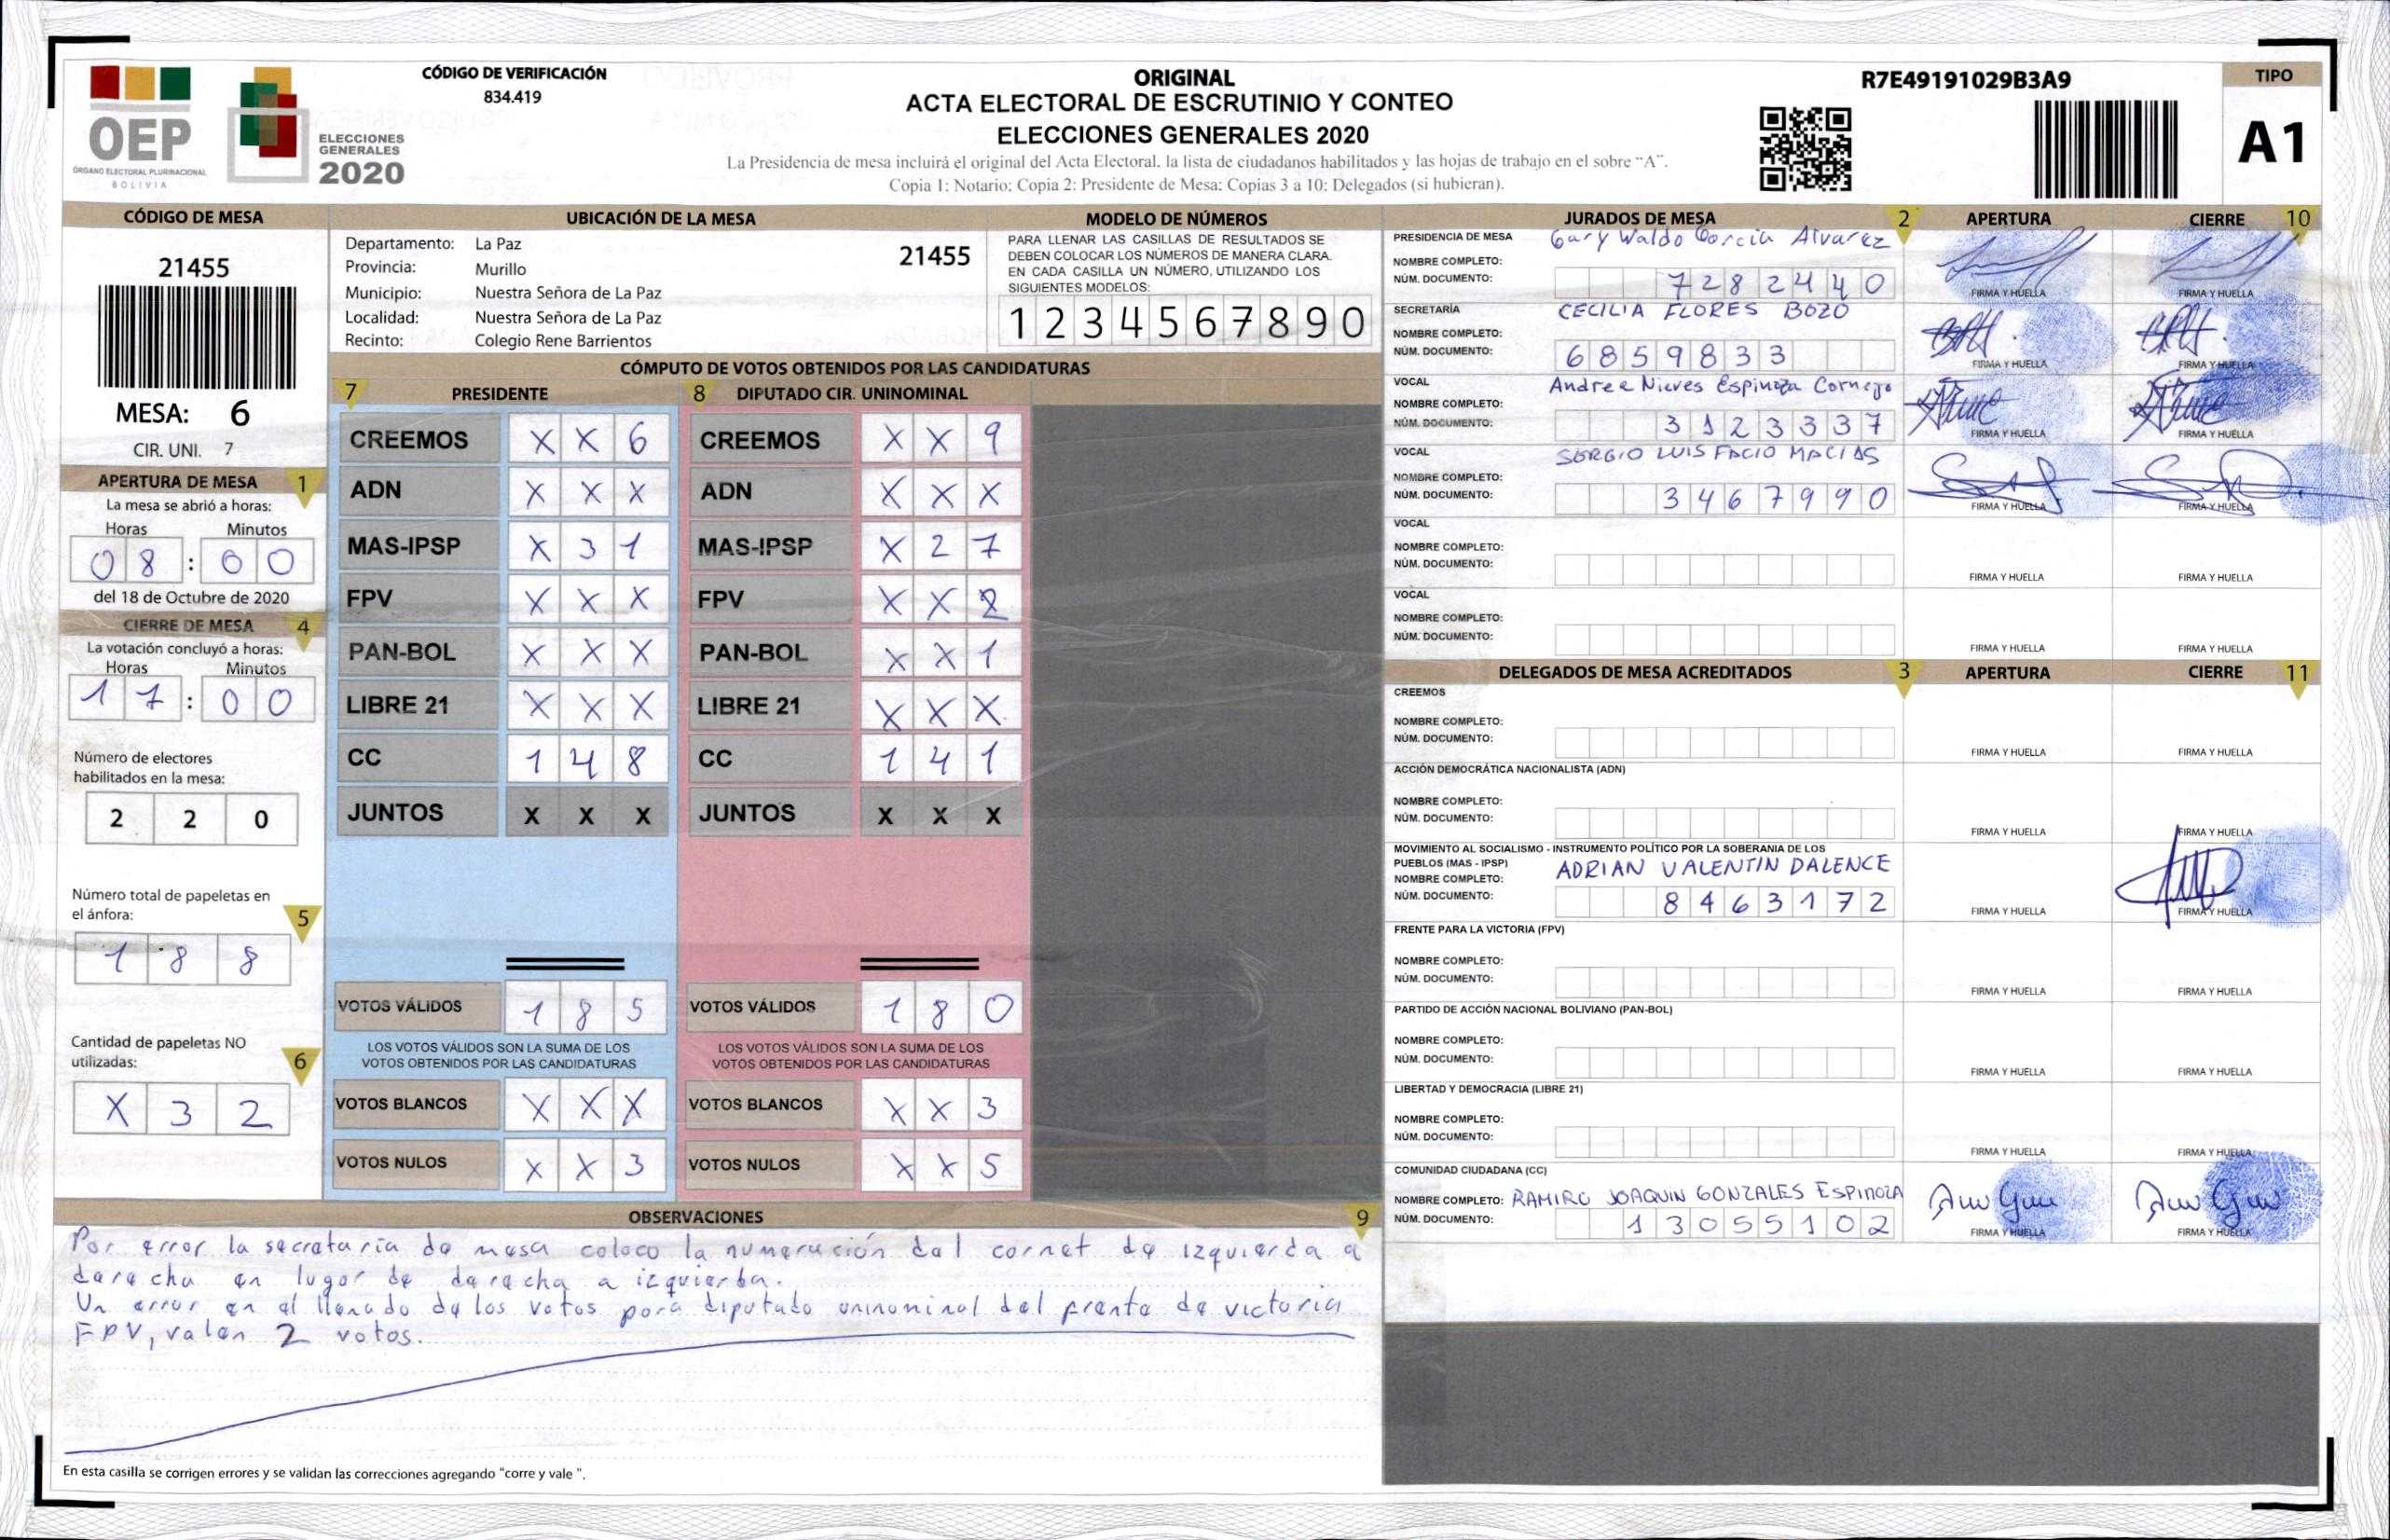 OEP
ÓRGANO ELECTORAL PLURINACIONAL
BOLIVIA
ELECCIONES
GENERALES
2020
CÓDIGO DE VERIFICACIÓN
834.419
ORIGINAL
ACTA ELECTORAL DE ESCRUTINIO Y CONTEO
ELECCIONES GENERALES 2020
La Presidencia de mesa incluirá el original del Acta Electoral, la lista de ciudadanos habilitados y las hojas de trabajo en el sobre "A".
Copia 1: Notario; Copia 2: Presidente de Mesa; Copias 3 a 10: Delegados (si hubieran).
R7E49191029B3A9
TIPO
A1
CÓDIGO DE MESA
21455
MESA: 6
CIR. UNI. 7
APERTURA DE MESA 1
La mesa se abrió a horas:
Horas Minutos
0 8 : 0 0
del 18 de Octubre de 2020
CIERRE DE MESA 4
La votación concluyó a horas:
Horas Minutos
1 7 : 0 0
Número de electores
habilitados en la mesa:
2 2 0
Número total de papeletas en
el ánfora: 5
1 8 8
Cantidad de papeletas NO
utilizadas: 6
X 3 2
UBICACIÓN DE LA MESA
Departamento: La Paz 21455
Provincia: Murillo
Municipio: Nuestra Señora de La Paz
Localidad: Nuestra Señora de La Paz
Recinto: Colegio Rene Barrientos
MODELO DE NÚMEROS
PARA LLENAR LAS CASILLAS DE RESULTADOS SE
DEBEN COLOCAR LOS NÚMEROS DE MANERA CLARA.
EN CADA CASILLA UN NÚMERO, UTILIZANDO LOS
SIGUIENTES MODELOS:
1 2 3 4 5 6 7 8 9 0
CÓMPUTO DE VOTOS OBTENIDOS POR LAS CANDIDATURAS
7 PRESIDENTE 8 DIPUTADO CIR. UNINOMINAL
CREEMOS X X 6 CREEMOS X X 9
ADN X X X ADN X X X
MAS-IPSP X 3 1 MAS-IPSP X 2 7
FPV X X X FPV X X 2
PAN-BOL X X X PAN-BOL X X 1
LIBRE 21 X X X LIBRE 21 X X X
CC 1 4 8 CC 1 4 1
JUNTOS X X X JUNTOS X X X
VOTOS VÁLIDOS 1 8 5 VOTOS VÁLIDOS 1 8 0
LOS VOTOS VÁLIDOS SON LA SUMA DE LOS LOS VOTOS VÁLIDOS SON LA SUMA DE LOS
VOTOS OBTENIDOS POR LAS CANDIDATURAS VOTOS OBTENIDOS POR LAS CANDIDATURAS
VOTOS BLANCOS X X X VOTOS BLANCOS X X 3
VOTOS NULOS X X 3 VOTOS NULOS X X 5
OBSERVACIONES 9
Por error la secretaria de mesa coloco la numeración del carnet de izquierda a
derecha en lugar de derecha a izquierba.
Un error en el llenado de los votos para diputado uninominal del frente de victoria
FPV, valen 2 votos.
En esta casilla se corrigen errores y se validan las correcciones agregando "corre y vale ".
JURADOS DE MESA 2 APERTURA CIERRE 10
PRESIDENCIA DE MESA Gary Waldo Garcia Alvarez
NOMBRE COMPLETO:
NÚM. DOCUMENTO: 7 2 8 2 4 4 0 FIRMA Y HUELLA FIRMA Y HUELLA
SECRETARÍA CECILIA FLORES BOZO
NOMBRE COMPLETO:
NÚM. DOCUMENTO: 6 8 5 9 8 3 3 FIRMA Y HUELLA FIRMA Y HUELLA
VOCAL Andrea Nieves Espinoza Cornejo
NOMBRE COMPLETO:
NÚM. DOCUMENTO: 3 1 2 3 3 3 7 FIRMA Y HUELLA FIRMA Y HUELLA
VOCAL SERGIO LUIS FACIO MACIAS
NOMBRE COMPLETO:
NÚM. DOCUMENTO: 3 4 6 7 9 9 0 FIRMA Y HUELLA FIRMA Y HUELLA
VOCAL
NOMBRE COMPLETO:
NÚM. DOCUMENTO: FIRMA Y HUELLA FIRMA Y HUELLA
VOCAL
NOMBRE COMPLETO:
NÚM. DOCUMENTO: FIRMA Y HUELLA FIRMA Y HUELLA
DELEGADOS DE MESA ACREDITADOS 3 APERTURA CIERRE 11
CREEMOS
NOMBRE COMPLETO:
NÚM. DOCUMENTO: FIRMA Y HUELLA FIRMA Y HUELLA
ACCIÓN DEMOCRÁTICA NACIONALISTA (ADN)
NOMBRE COMPLETO:
NÚM. DOCUMENTO: FIRMA Y HUELLA FIRMA Y HUELLA
MOVIMIENTO AL SOCIALISMO - INSTRUMENTO POLÍTICO POR LA SOBERANIA DE LOS
PUEBLOS (MAS - IPSP) ADRIAN VALENTIN DALENCE
NOMBRE COMPLETO:
NÚM. DOCUMENTO: 8 4 6 3 1 7 2 FIRMA Y HUELLA FIRMA Y HUELLA
FRENTE PARA LA VICTORIA (FPV)
NOMBRE COMPLETO:
NÚM. DOCUMENTO: FIRMA Y HUELLA FIRMA Y HUELLA
PARTIDO DE ACCIÓN NACIONAL BOLIVIANO (PAN-BOL)
NOMBRE COMPLETO:
NÚM. DOCUMENTO: FIRMA Y HUELLA FIRMA Y HUELLA
LIBERTAD Y DEMOCRACIA (LIBRE 21)
NOMBRE COMPLETO:
NÚM. DOCUMENTO: FIRMA Y HUELLA FIRMA Y HUELLA
COMUNIDAD CIUDADANA (CC)
NOMBRE COMPLETO: RAMIRO JOAQUIN GONZALES ESPINOZA
NÚM. DOCUMENTO: 1 3 0 5 5 1 0 2 FIRMA Y HUELLA FIRMA Y HUELLA